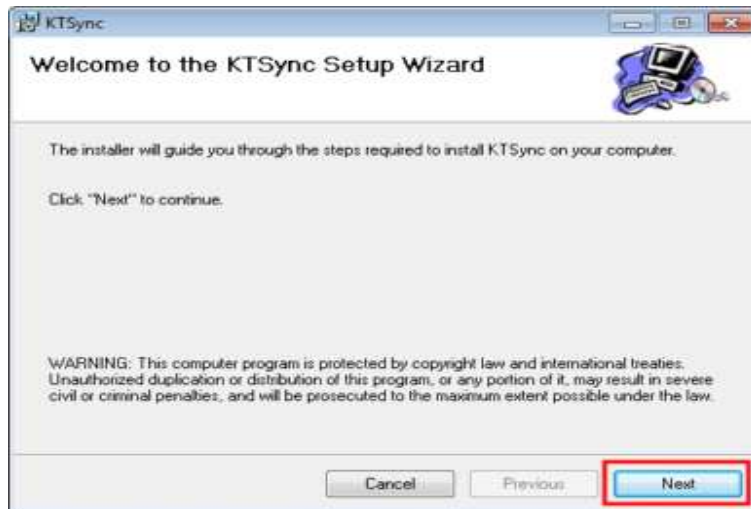 KTSync
Welcome to the KTSync Setup Wizard
The installer will guide you through the steps required to install KTSync on your computer.
Click "Next" to continue.
WARNING: This computer program is protected by copyright law and international treaties.
Unauthorized duplication or distribution of this program, or any portion of it, may result in severe
civil or criminal penalties, and will be prosecuted to the maximum extent possible under the law.
Cancel
Previous
Next